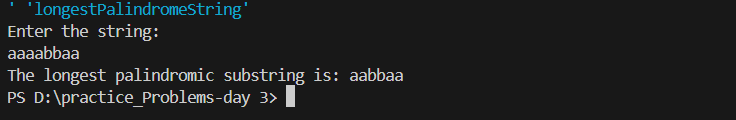 ' 'longestPalindromeString'
Enter the string:
aaaabbaa
The longest palindromic substring is: aabbaa
PS D:\practice_Problems-day 3>